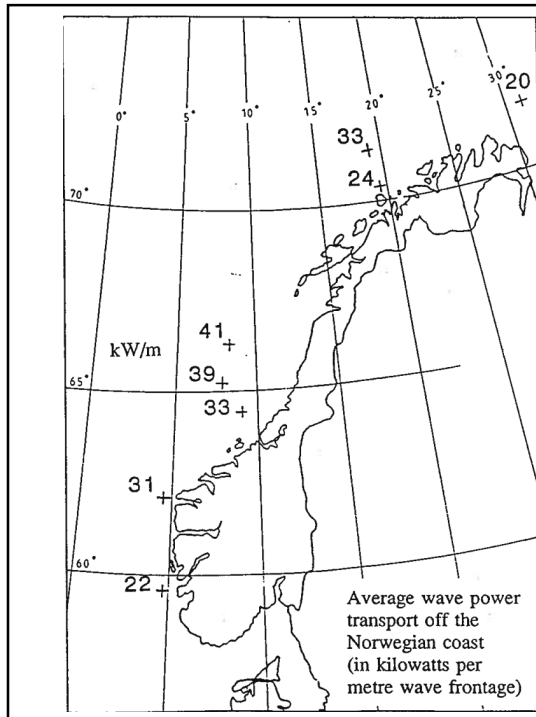 30° 20
25°
20°
15°
10°
5°
0°
33
24
70°
41
kW/m
39
65°
33
31
60°
22
Average wave power
transport off the
Norwegian coast
(in kilowatts per
metre wave frontage)